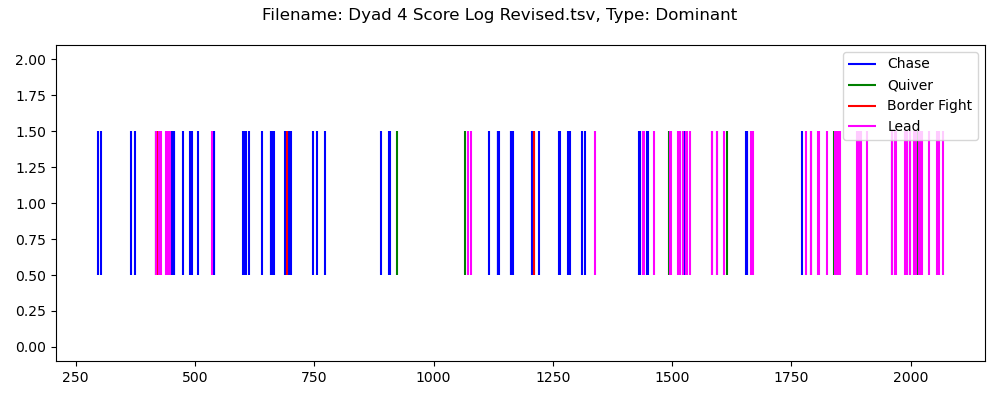 Filename: Dyad 4 Score Log Revised.tsv, Type: Dominant
2.00
1.75
1.50
1.25
1.00
0.75
0.50
0.25
0.00
Chase
Quiver
Border Fight
Lead
250 500 750 1000 1250 1500 1750 2000